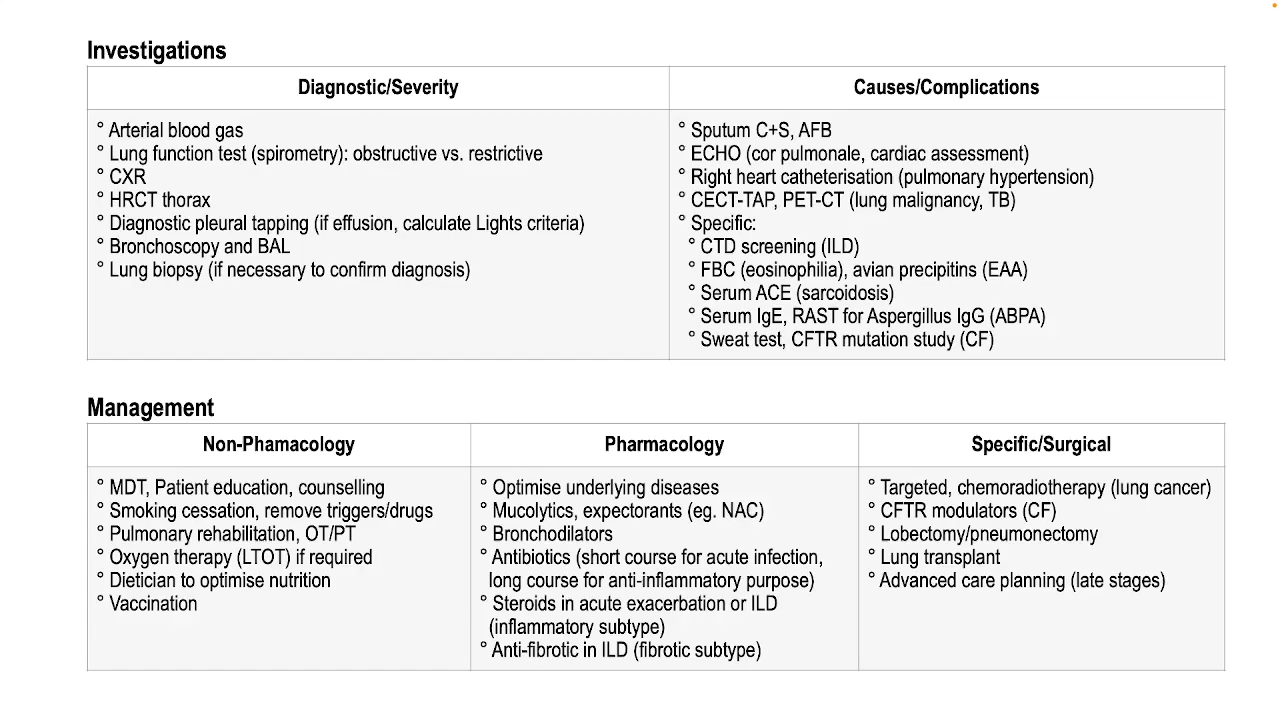 Investigations
Diagnostic/Severity
° Arterial blood gas
° Lung function test (spirometry): obstructive vs. restrictive
° CXR
° HRCT thorax
° Diagnostic pleural tapping (if effusion, calculate Lights criteria)
° Bronchoscopy and BAL
° Lung biopsy (if necessary to confirm diagnosis)
Causes/Complications
° Sputum C+S, AFB
° ECHO (cor pulmonale, cardiac assessment)
° Right heart catheterisation (pulmonary hypertension)
° CECT-TAP, PET-CT (lung malignancy, TB)
° Specific:
° CTD screening (ILD)
° FBC (eosinophilia), avian precipitins (EAA)
° Serum ACE (sarcoidosis)
° Serum IgE, RAST for Aspergillus IgG (ABPA)
° Sweat test, CFTR mutation study (CF)
Management
Non-Phamacology
° MDT, Patient education, counselling
° Smoking cessation, remove triggers/drugs
° Pulmonary rehabilitation, OT/PT
° Oxygen therapy (LTOT) if required
° Dietician to optimise nutrition
° Vaccination
Pharmacology
° Optimise underlying diseases
° Mucolytics, expectorants (eg. NAC)
° Bronchodilators
° Antibiotics (short course for acute infection,
long course for anti-inflammatory purpose)
° Steroids in acute exacerbation or ILD
(inflammatory subtype)
° Anti-fibrotic in ILD (fibrotic subtype)
Specific/Surgical
° Targeted, chemoradiotherapy (lung cancer)
° CFTR modulators (CF)
° Lobectomy/pneumonectomy
° Lung transplant
° Advanced care planning (late stages)